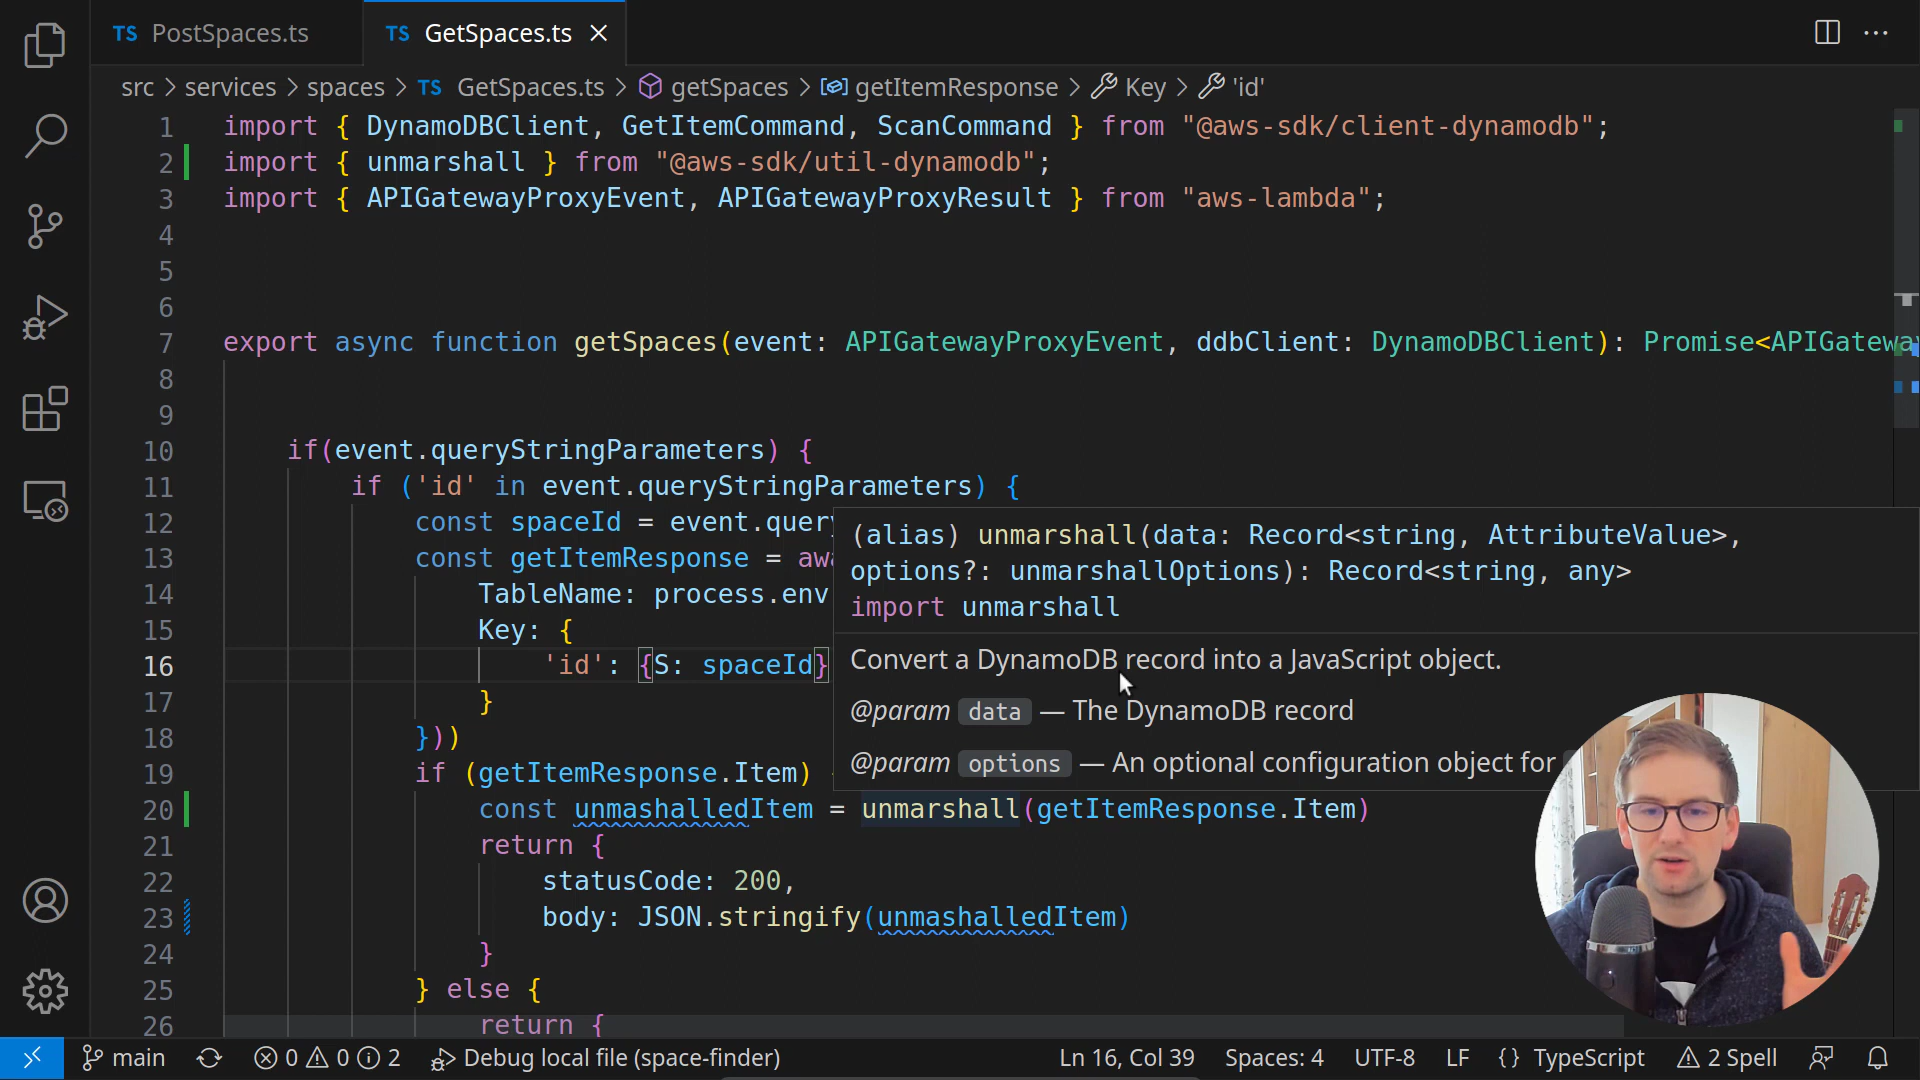 TS PostSpaces.ts TS GetSpaces.ts
src > services > spaces > TS GetSpaces.ts > getSpaces > getItemResponse > Key > 'id'
1 import { DynamoDBClient, GetItemCommand, ScanCommand } from "@aws-sdk/client-dynamodb";
2 import { unmarshall } from "@aws-sdk/util-dynamodb";
3 import { APIGatewayProxyEvent, APIGatewayProxyResult } from "aws-lambda";
4
5
6
7 export async function getSpaces(event: APIGatewayProxyEvent, ddbClient: DynamoDBClient): Promise<APIGateway
8
9
10 if(event.queryStringParameters) {
11 if ('id' in event.queryStringParameters) {
12 const spaceId = event.query
13 const getItemResponse = awa
14 TableName: process.env
15 Key: {
16 'id': {S: spaceId}
17 }
18 }))
19 if (getItemResponse.Item) {
20 const unmashalledItem = unmarshall(getItemResponse.Item)
21 return {
22 statusCode: 200,
23 body: JSON.stringify(unmashalledItem)
24 }
25 } else {
26 return {
(alias) unmarshall(data: Record<string, AttributeValue>,
options?: unmarshallOptions): Record<string, any>
import unmarshall
Convert a DynamoDB record into a JavaScript object.
@param data — The DynamoDB record
@param options — An optional configuration object for
main 0 0 2 Debug local file (space-finder) Ln 16, Col 39 Spaces: 4 UTF-8 LF {} TypeScript 2 Spell